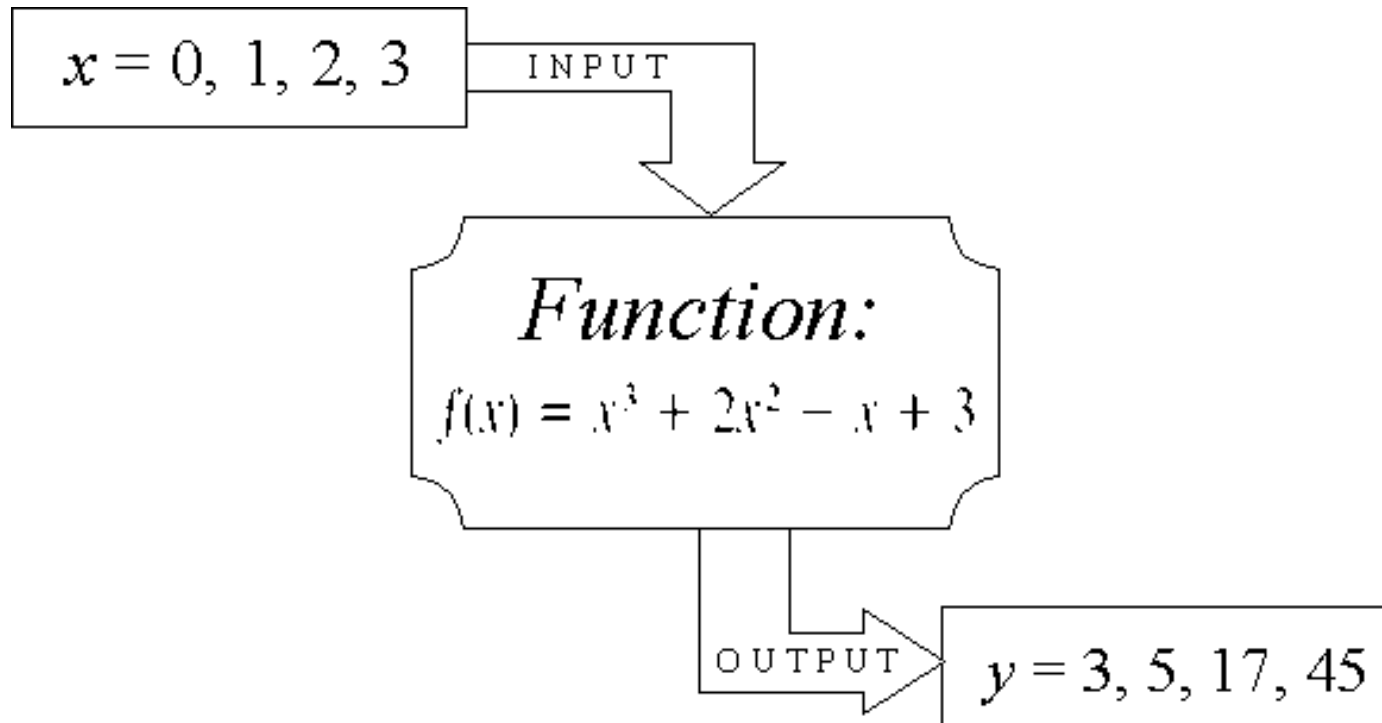 x = 0, 1, 2, 3
INPUT
Function:
f(x) = x³ + 2x² − x + 3
OUTPUT
y = 3, 5, 17, 45